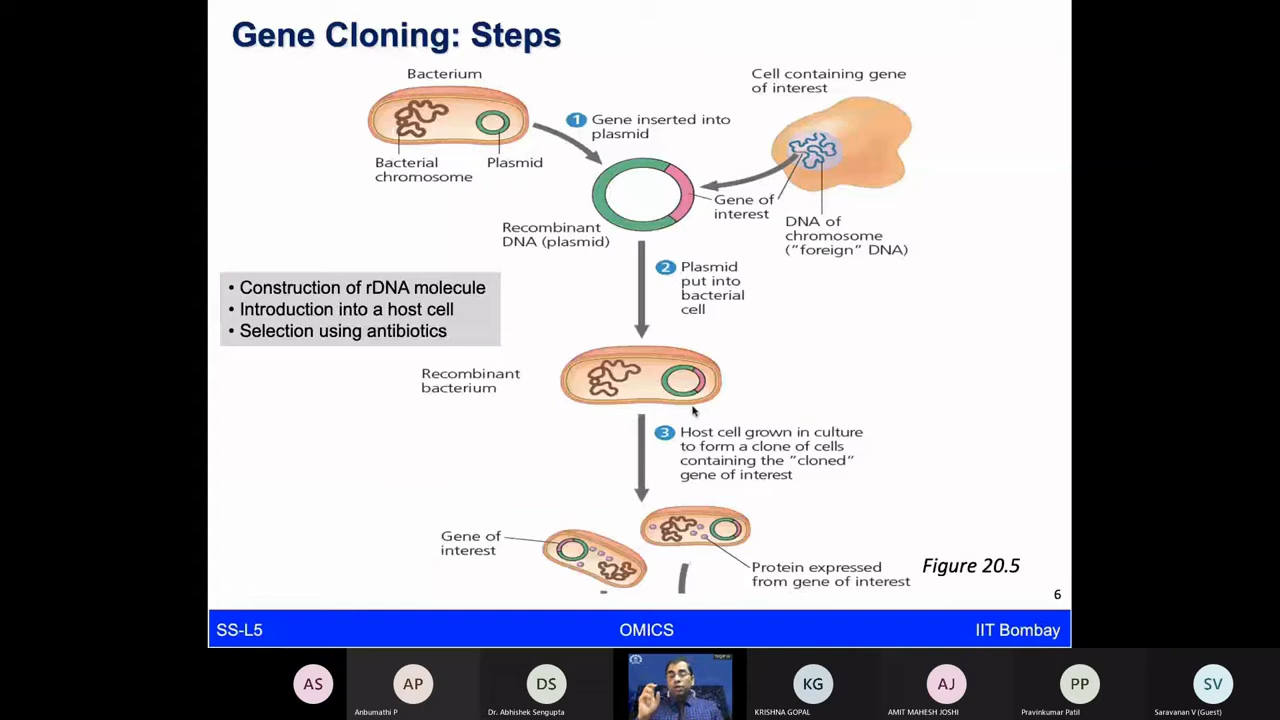 Gene Cloning: Steps
Bacterium
Cell containing gene
of interest
1 Gene inserted into
plasmid
Bacterial
chromosome
Plasmid
Gene of
interest
DNA of
chromosome
("foreign" DNA)
Recombinant
DNA (plasmid)
2 Plasmid
put into
bacterial
cell
• Construction of rDNA molecule
• Introduction into a host cell
• Selection using antibiotics
Recombinant
bacterium
3 Host cell grown in culture
to form a clone of cells
containing the "cloned"
gene of interest
Gene of
interest
Protein expressed
from gene of interest
Figure 20.5
6
SS-L5
OMICS
IIT Bombay
AS
AP
Anbumathi P
DS
Dr. Abhishek Sengupta
KG
KRISHNA GOPAL
AJ
AMIT MAHESH JOSHI
PP
Pravinkumar Patil
SV
Saravanan V (Guest)